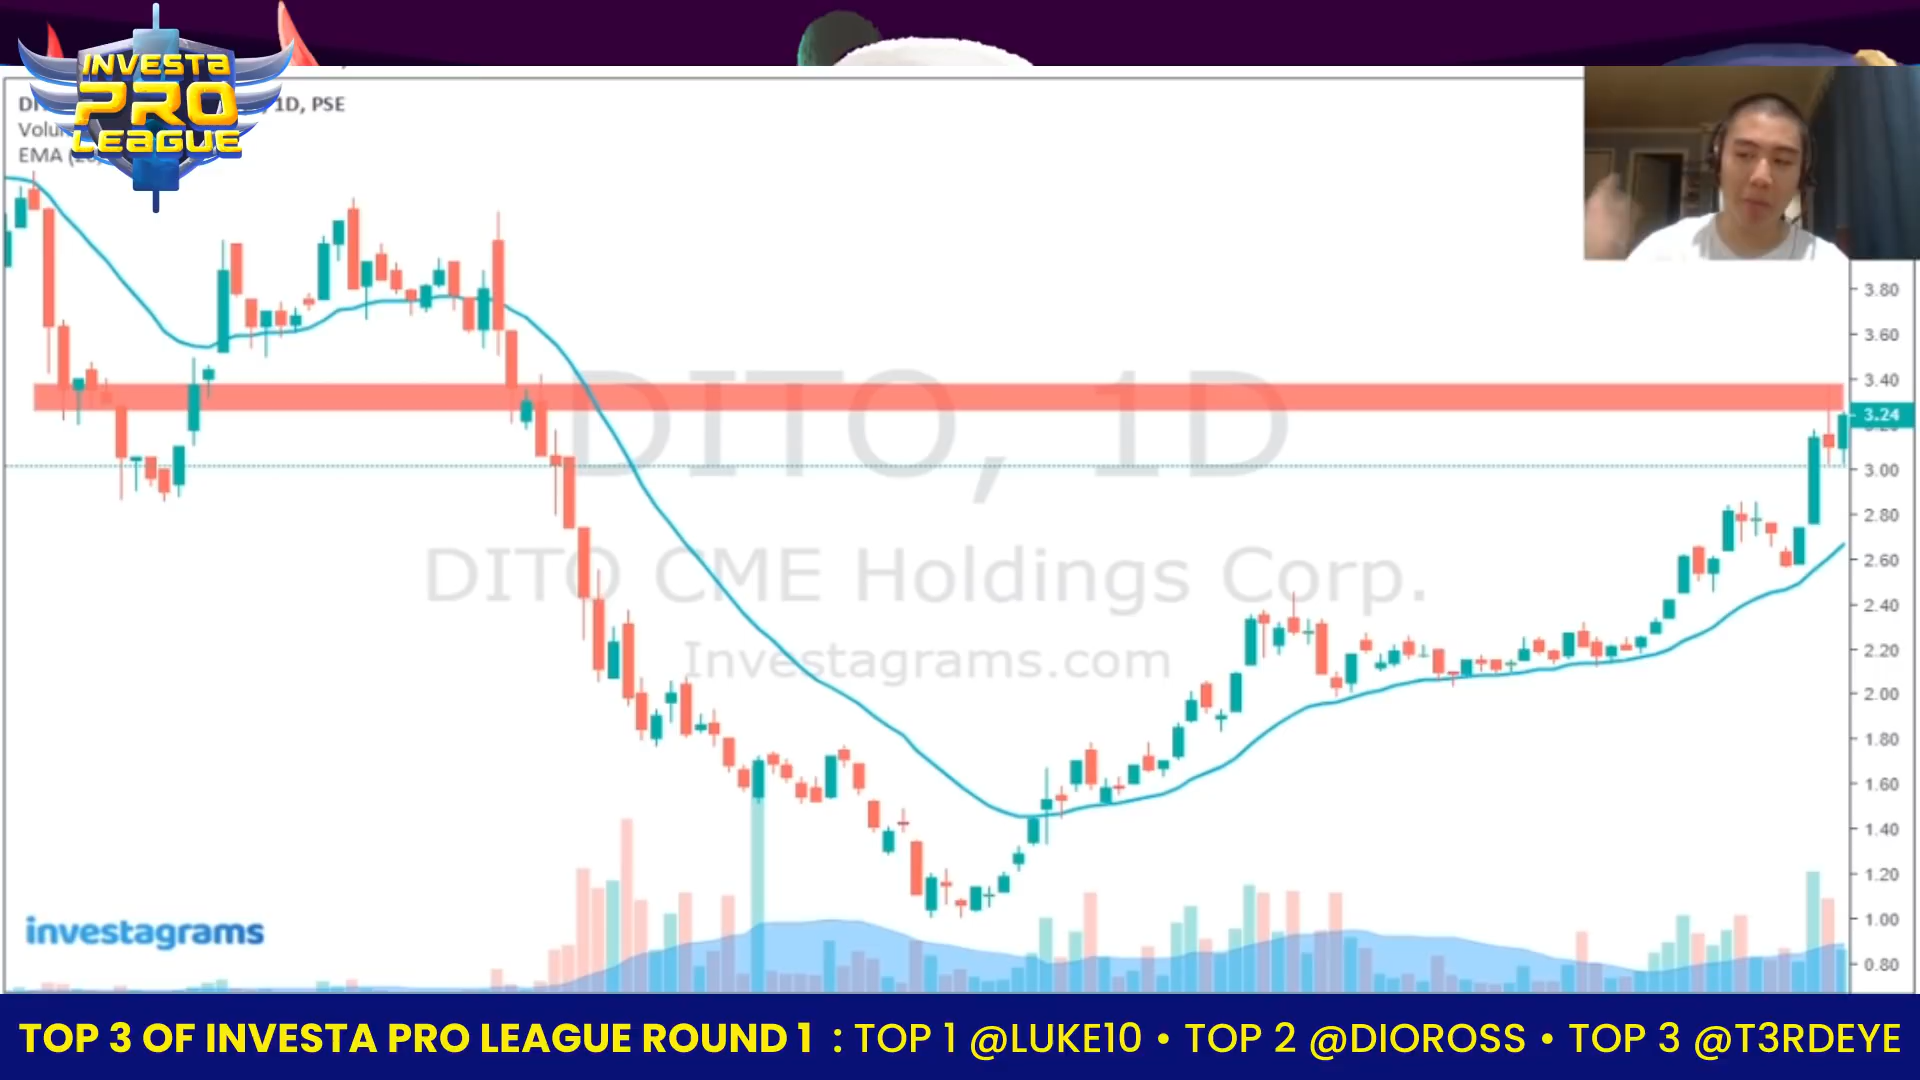 INVESTA
PRO
LEAGUE
1D, PSE
EMA
DITO, 1D
DITO CME Holdings Corp.
Investagrams.com
investagrams
3.80
3.60
3.40
3.24
3.00
2.80
2.60
2.40
2.20
2.00
1.80
1.60
1.40
1.20
1.00
0.80
TOP 3 OF INVESTA PRO LEAGUE ROUND 1 : TOP 1 @LUKE10 • TOP 2 @DIOROSS • TOP 3 @T3RDEYE